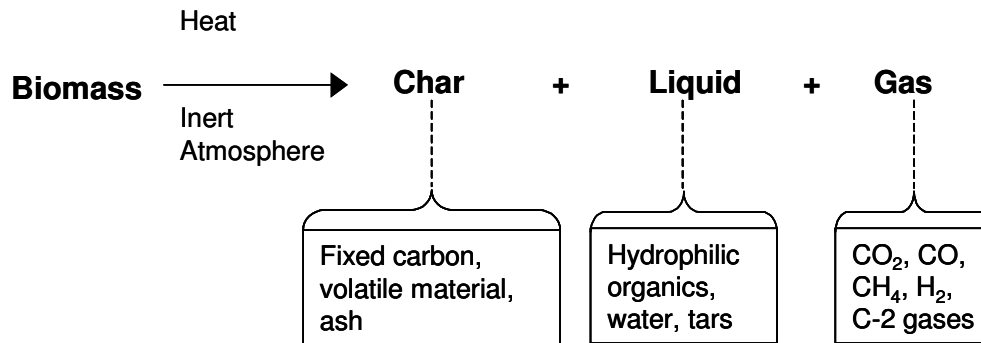 Heat
Biomass
Inert
Atmosphere
Char + Liquid + Gas
Fixed carbon,
volatile material,
ash
Hydrophilic
organics,
water, tars
CO₂, CO,
CH₄, H₂,
C-2 gases